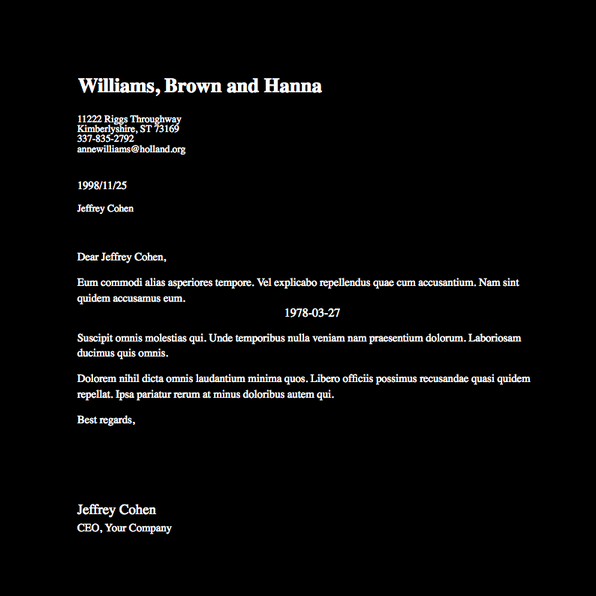 Williams, Brown and Hanna
11222 Riggs Throughway
Kimberlyshire, ST 73169
337-835-2792
annewilliams@holland.org
1998/11/25
Jeffrey Cohen
Dear Jeffrey Cohen,
Eum commodi alias asperiores tempore. Vel explicabo repellendus quae cum accusantium. Nam sint
quidem accusamus eum.
1978-03-27
Suscipit omnis molestias qui. Unde temporibus nulla veniam nam praesentium dolorum. Laboriosam
ducimus quis omnis.
Dolorem nihil dicta omnis laudantium minima quos. Libero officiis possimus recusandae quasi quidem
repellat. Ipsa pariatur rerum at minus doloribus autem qui.
Best regards,
Jeffrey Cohen
CEO, Your Company